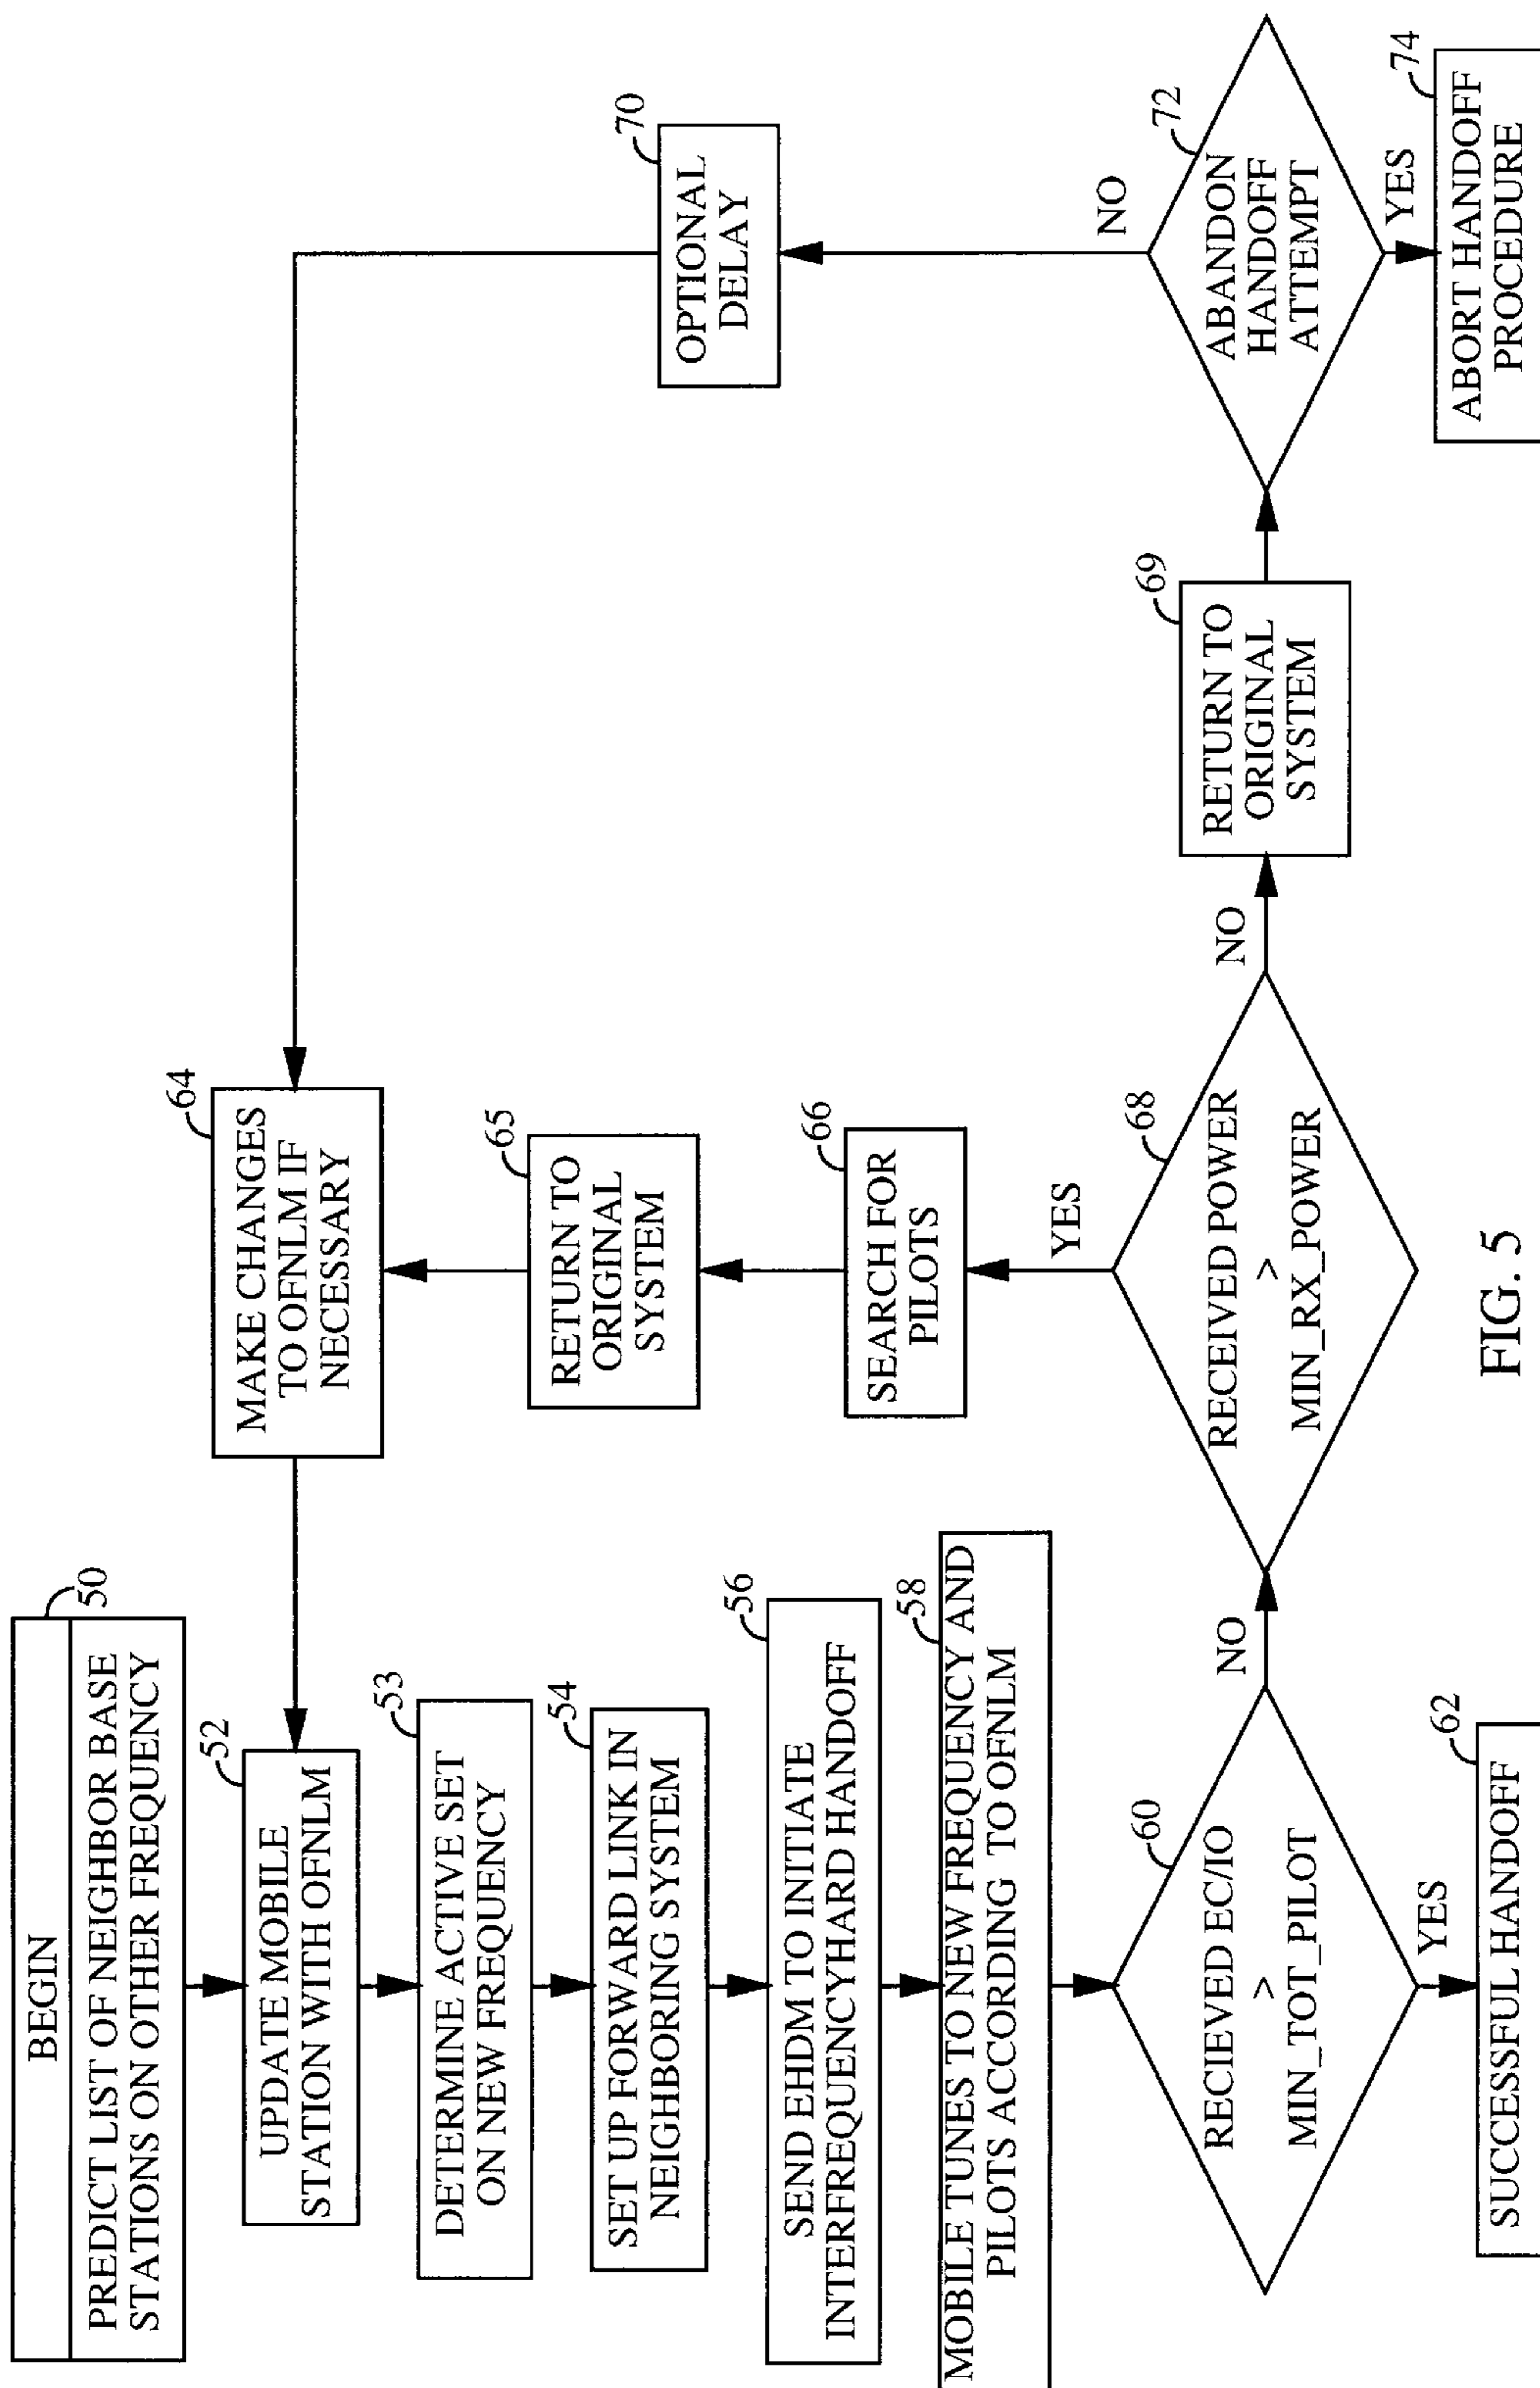 BEGIN
50
PREDICT LIST OF NEIGHBOR BASE
STATIONS ON OTHER FREQUENCY
52
UPDATE MOBILE
STATION WITH OFNLM
53
DETERMINE ACTIVE SET
ON NEW FREQUENCY
54
SET UP FORWARD LINK IN
NEIGHBORING SYSTEM
56
SEND EHDM TO INITIATE
INTERFREQUENCYHARD HANDOFF
58
MOBILE TUNES TO NEW FREQUENCY AND
PILOTS ACCORDING TO OFNLM
60
RECIEVED EC/IO
>
MIN_TOT_PILOT
NO
YES
62
SUCCESSFUL HANDOFF
64
MAKE CHANGES
TO OFNLM IF
NECESSARY
65
RETURN TO
ORIGINAL
SYSTEM
66
SEARCH FOR
PILOTS
YES
68
RECEIVED POWER
>
MIN_RX_POWER
NO
69
RETURN TO
ORIGINAL
SYSTEM
70
OPTIONAL
DELAY
NO
72
ABANDON
HANDOFF
ATTEMPT
YES
74
ABORT HANDOFF
PROCEDURE
FIG. 5